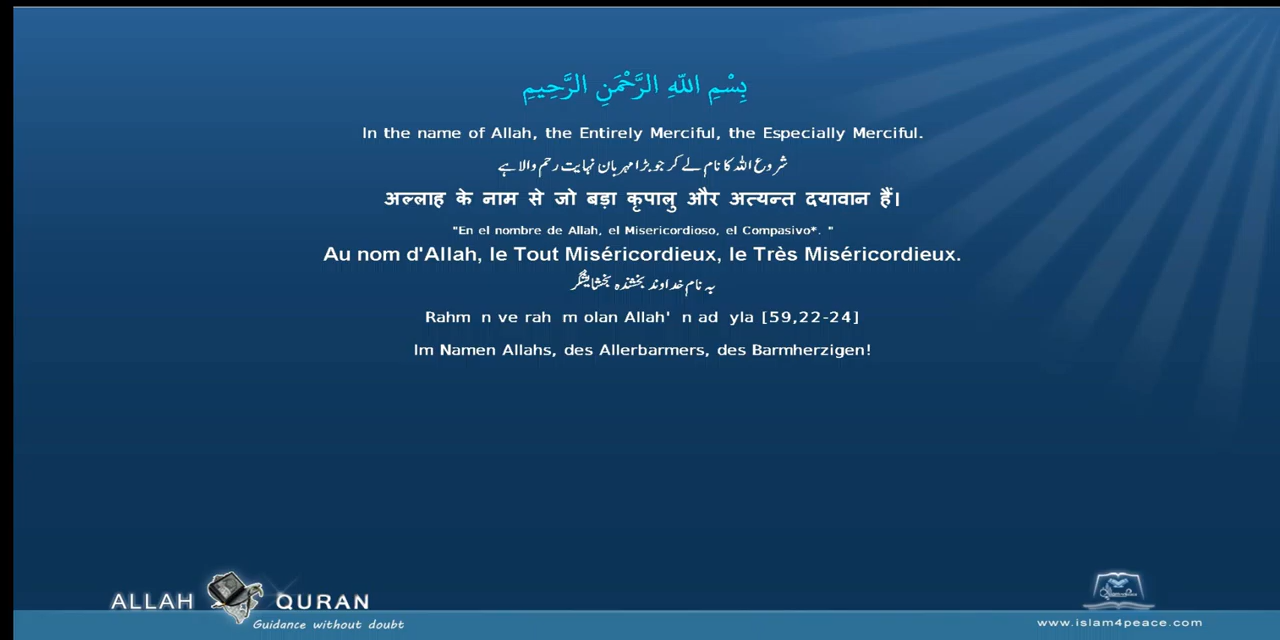 بِسْمِ اللَّهِ الرَّحْمَنِ الرَّحِيمِ
In the name of Allah, the Entirely Merciful, the Especially Merciful.
شروع الله کا نام لے کر جو بڑا مہربان نہایت رحم والا ہے
अल्लाह के नाम से जो बड़ा कृपालु और अत्यन्त दयावान हैं।
"En el nombre de Allah, el Misericordioso, el Compasivo*. "
Au nom d'Allah, le Tout Miséricordieux, le Très Miséricordieux.
به نام خداوند بخشنده بخشایشگر
Rahm n ve rah m olan Allah' n ad yla [59,22-24]
Im Namen Allahs, des Allerbarmers, des Barmherzigen!
ALLAH QURAN
Guidance without doubt
www.islam4peace.com